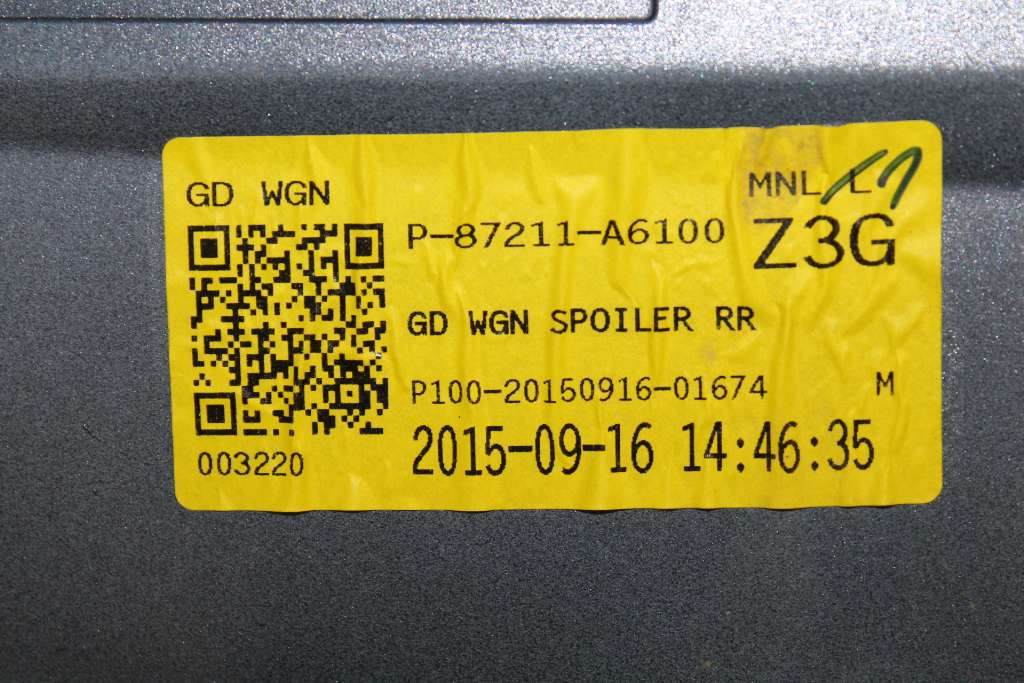 GD WGN
MNL L
P-87211-A6100
Z3G
GD WGN SPOILER RR
P100-20150916-01674 M
003220
2015-09-16 14:46:35